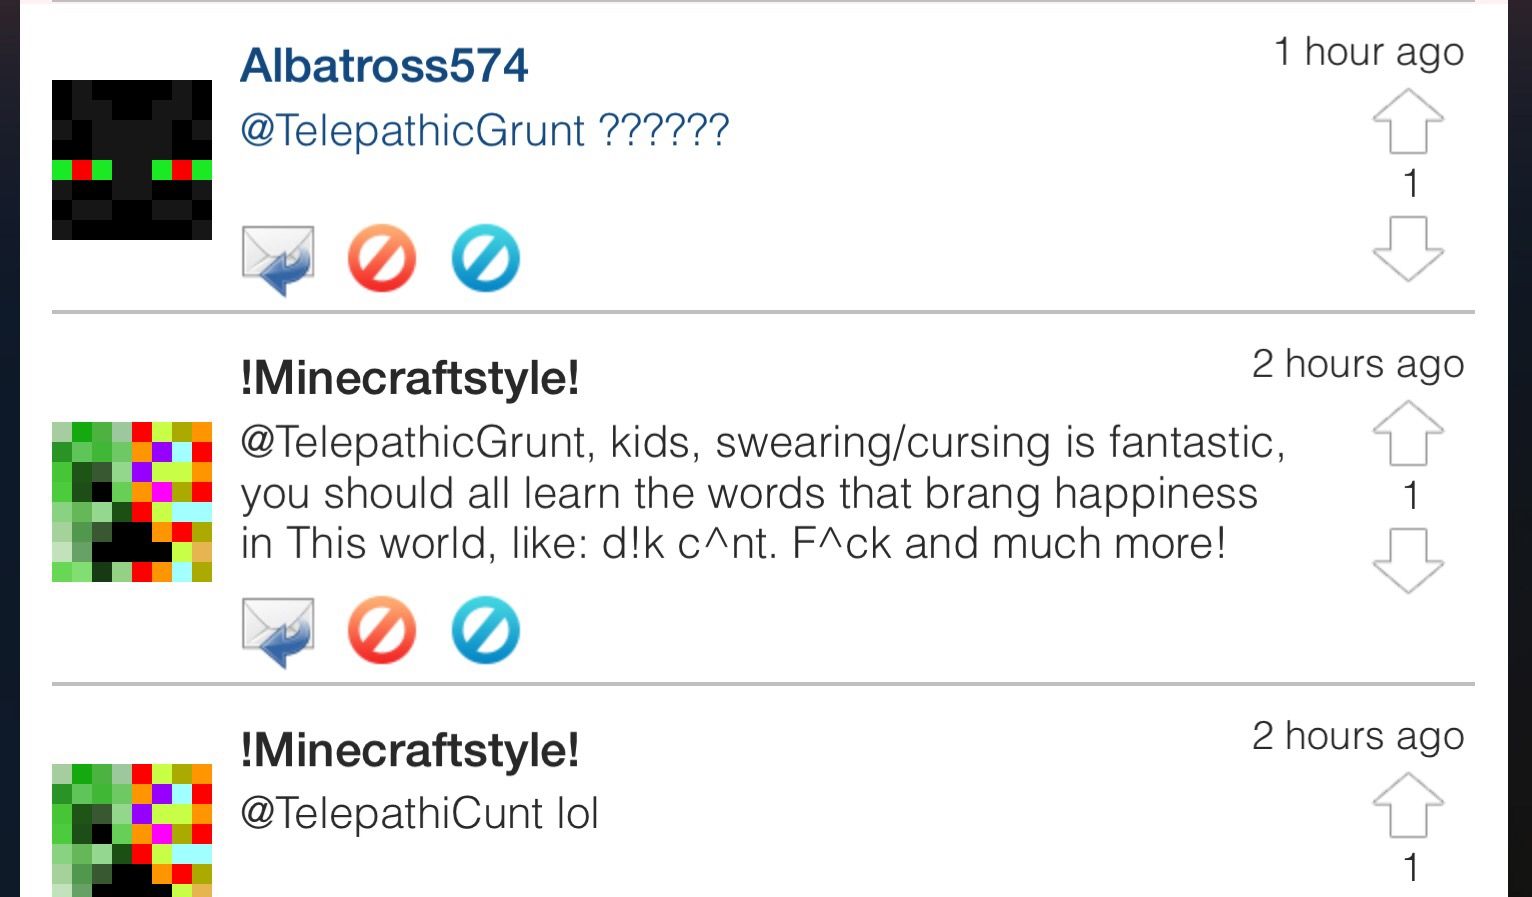 Albatross574
1 hour ago
@TelepathicGrunt ??????
1
!Minecraftstyle!
2 hours ago
@TelepathicGrunt, kids, swearing/cursing is fantastic,
you should all learn the words that brang happiness
in This world, like: d!k c^nt. F^ck and much more!
1
!Minecraftstyle!
2 hours ago
@TelepathiCunt lol
1